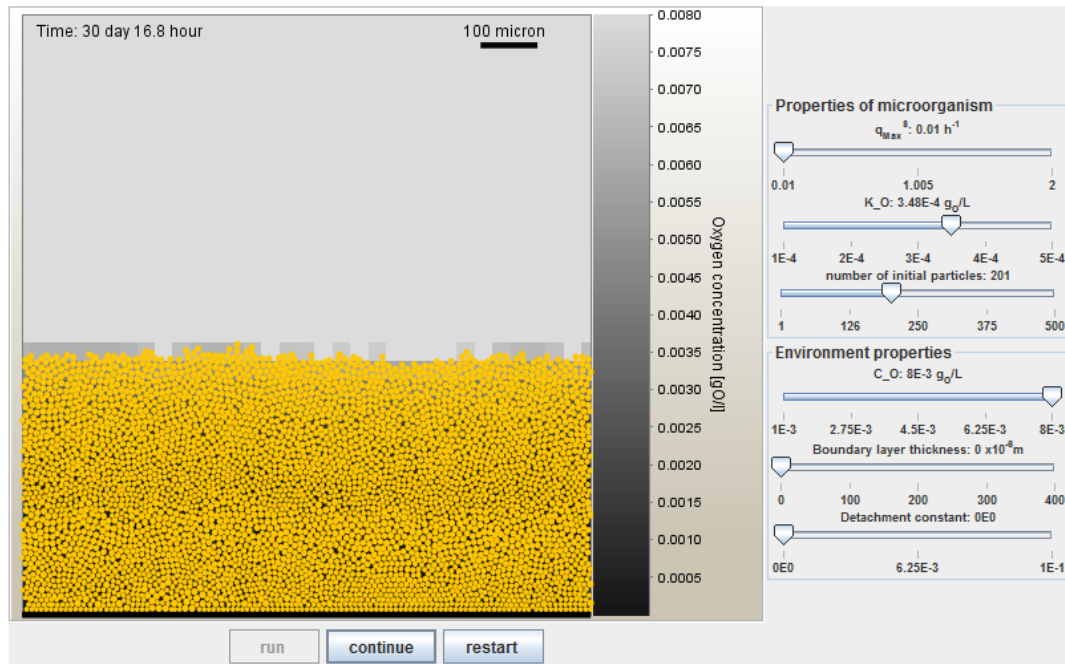 Time: 30 day 16.8 hour
100 micron
0.0080
0.0075
0.0070
0.0065
0.0060
0.0055
0.0050
0.0045
0.0040
0.0035
0.0030
0.0025
0.0020
0.0015
0.0010
0.0005
Oxygen concentration [gO/l]
Properties of microorganism
qMax^s: 0.01 h^-1
0.01 1.005 2
K_O: 3.48E-4 gO/L
1E-4 2E-4 3E-4 4E-4 5E-4
number of initial particles: 201
1 126 250 375 500
Environment properties
C_O: 8E-3 gO/L
1E-3 2.75E-3 4.5E-3 6.25E-3 8E-3
Boundary layer thickness: 0 x10^-6m
0 100 200 300 400
Detachment constant: 0E0
0E0 6.25E-3 1E-1
run continue restart